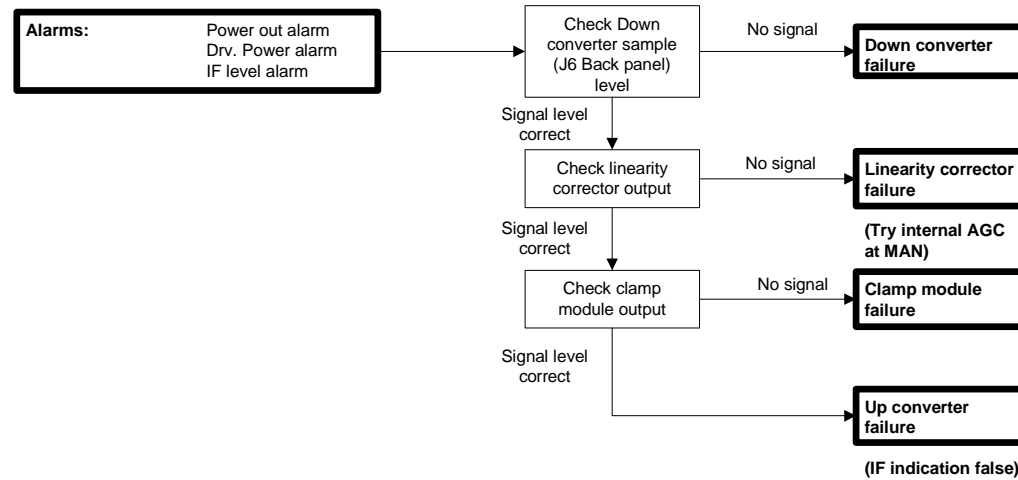 Alarms: Power out alarm
Drv. Power alarm
IF level alarm
Check Down
converter sample
(J6 Back panel)
level
No signal
Down converter
failure
Signal level
correct
Check linearity
corrector output
No signal
Linearity corrector
failure
(Try internal AGC
at MAN)
Signal level
correct
Check clamp
module output
No signal
Clamp module
failure
Signal level
correct
Up converter
failure
(IF indication false)